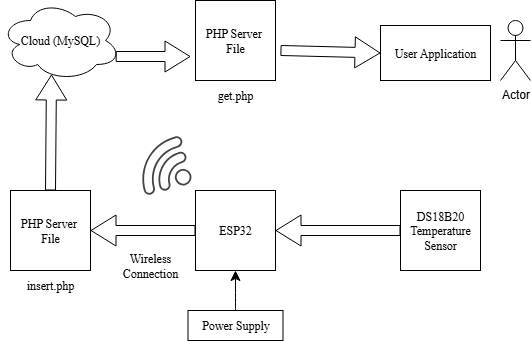 Cloud (MySQL)
PHP Server
File
get.php
User Application
Actor
PHP Server
File
insert.php
Wireless
Connection
ESP32
DS18B20
Temperature
Sensor
Power Supply